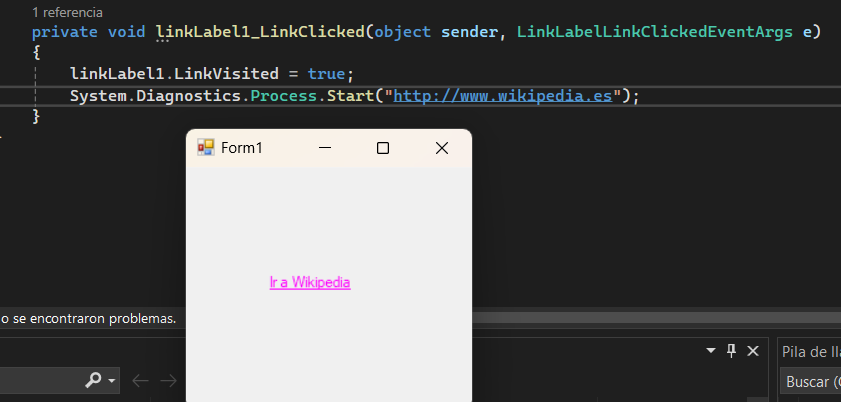 1 referencia
private void linkLabel1_LinkClicked(object sender, LinkLabelLinkClickedEventArgs e)
{
linkLabel1.LinkVisited = true;
System.Diagnostics.Process.Start("http://www.wikipedia.es");
}
Form1
Ir a Wikipedia
o se encontraron problemas.
Pila de lla
Buscar (C